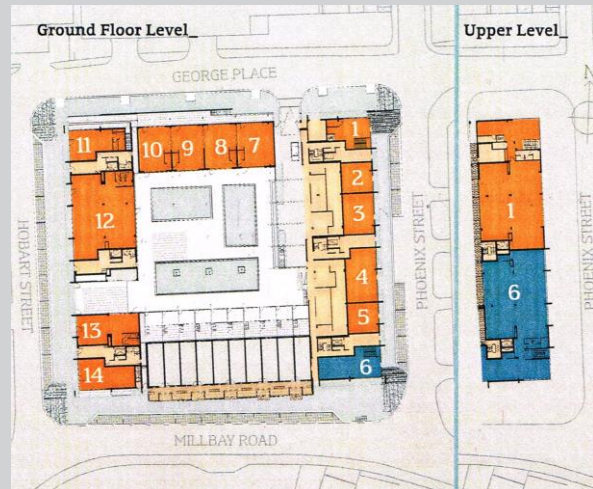 Ground Floor Level_
Upper Level_
GEORGE PLACE
N
11
10
9
8
7
1
2
3
12
4
5
13
14
6
HOBART STREET
PHOENIX STREET
MILLBAY ROAD
1
6
PHOENIX STREET